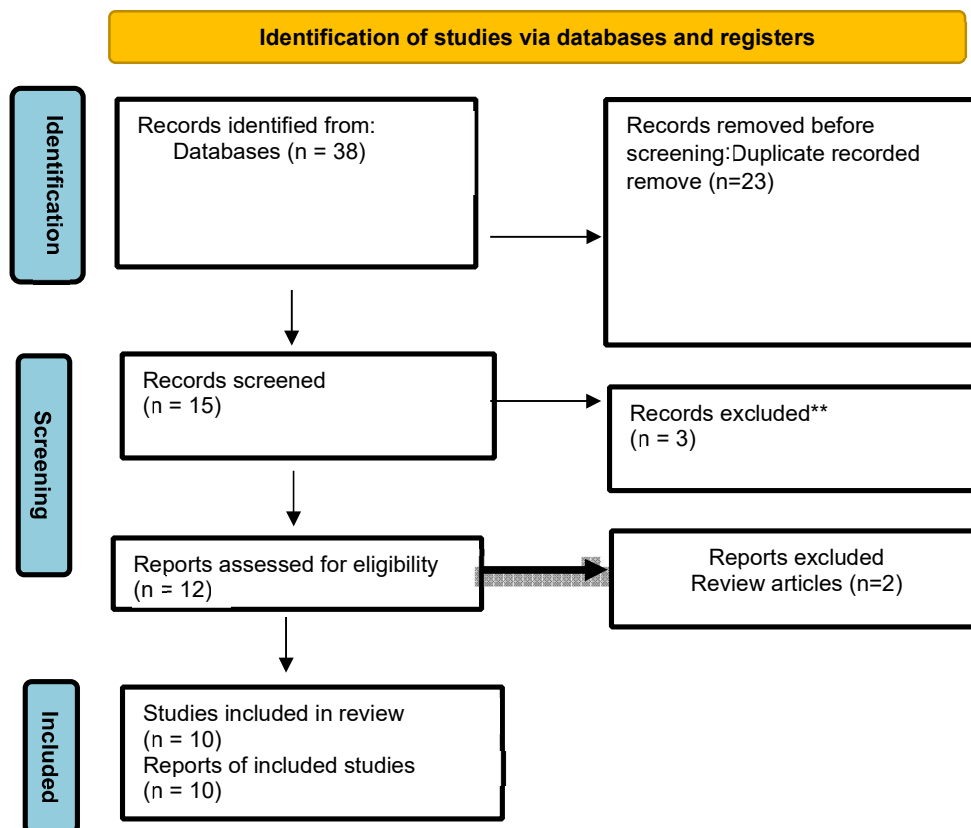 Identification of studies via databases and registers
Identification
Records identified from:
Databases (n = 38)
Records removed before
screening:Duplicate recorded
remove (n=23)
Screening
Records screened
(n = 15)
Records excluded**
(n = 3)
Reports assessed for eligibility
(n = 12)
Reports excluded
Review articles (n=2)
Included
Studies included in review
(n = 10)
Reports of included studies
(n = 10)